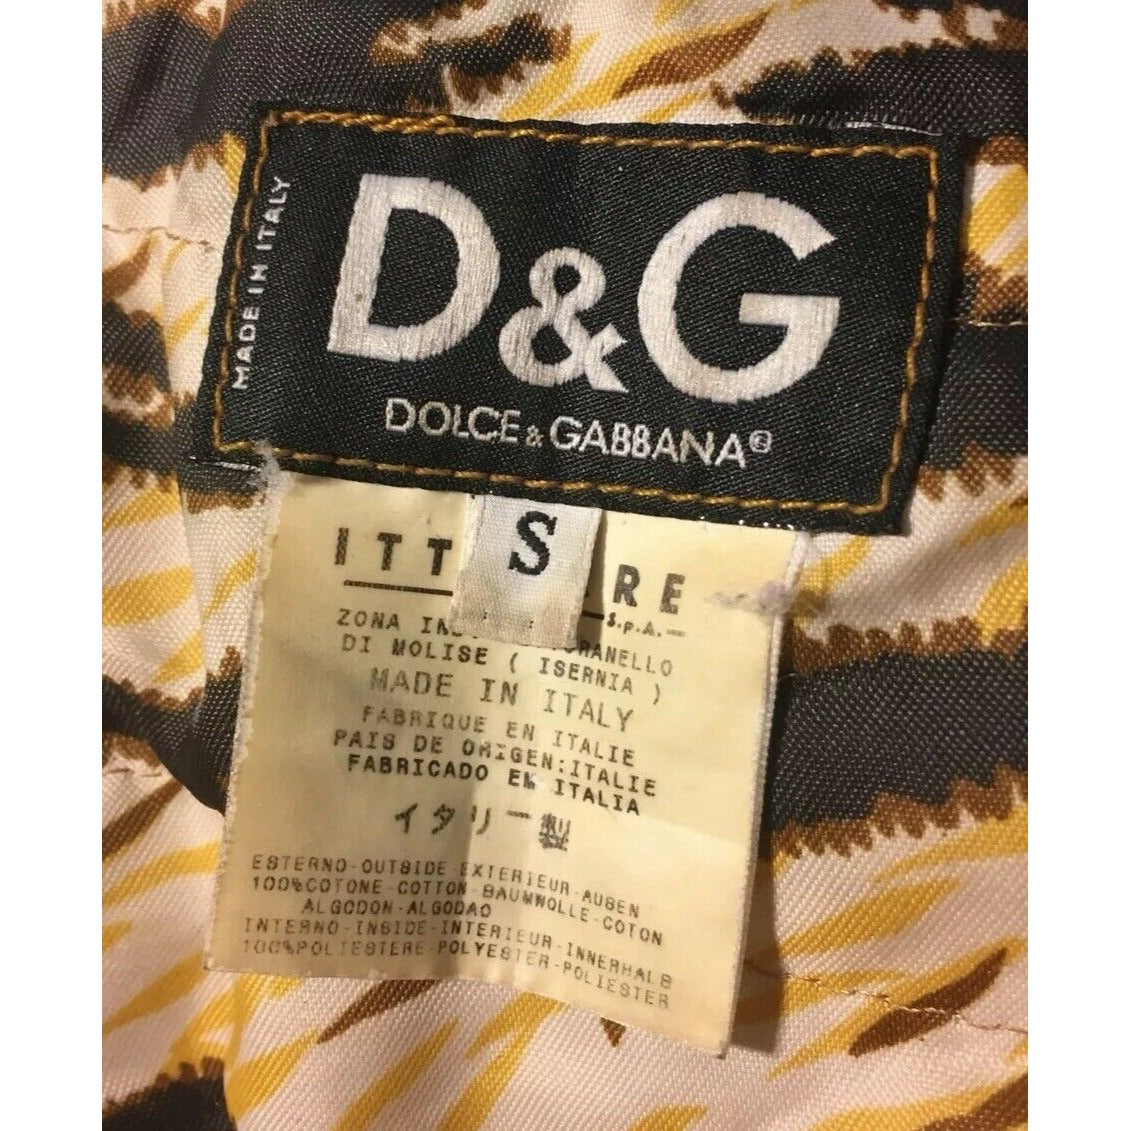 MADE IN ITALY
D&G
DOLCE & GABBANA®
S
ITT RE
S.p.A.
ZONA
DI MOLISE ( ISERNIA )
MADE IN ITALY
FABRIQUE EN ITALIE
PAIS DE ORIGEN:ITALIE
FABRICADO EN ITALIA
イタリー製
ESTERNO-OUTSIDE EXTERIEUR-AUBEN
100%COTONE-COTTON-BAUMWOLLE-COTON
ALGODON-ALGODAO
INTERNO-INSIDE-INTERIEUR-INNERHALB
100%POLIESTERE-POLYESTER-POLIESTER